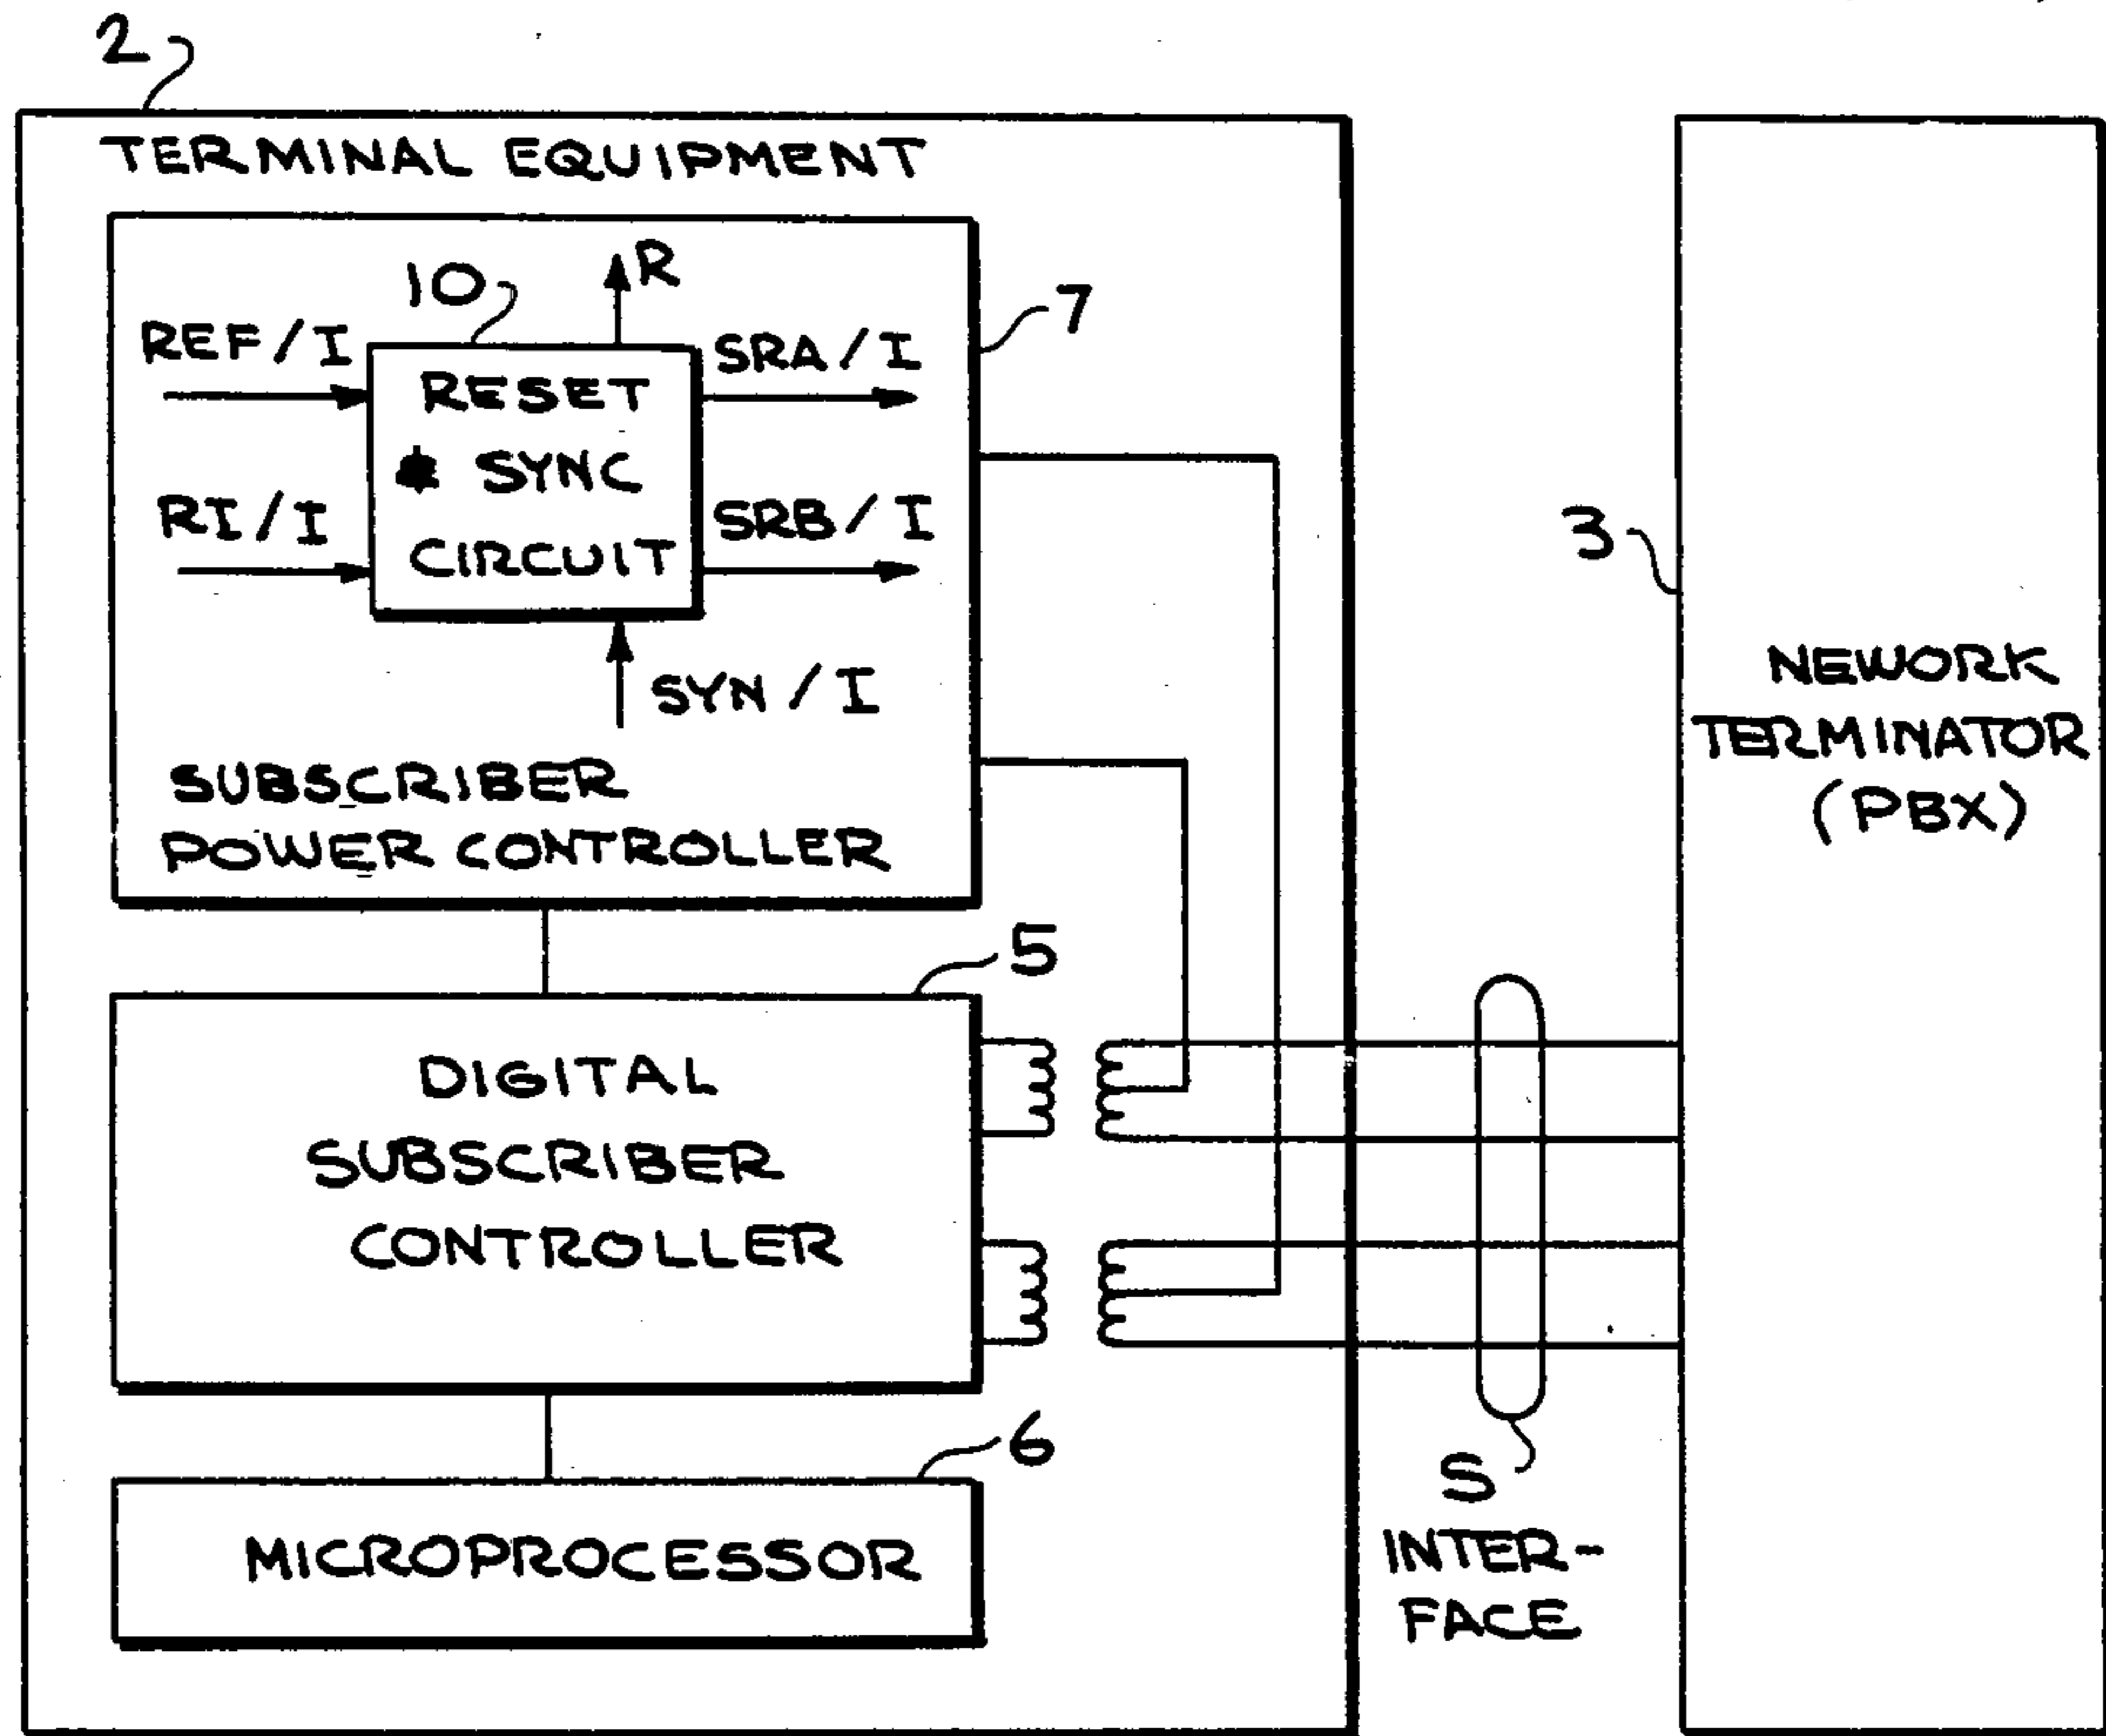 2
TERMINAL EQUIPMENT
10
R
7
REF/I
SRA/I
RESET
& SYNC
CIRCUIT
RI/I
SRB/I
SYN/I
SUBSCRIBER
POWER CONTROLLER
3
NEWORK
TERMINATOR
(PBX)
5
DIGITAL
SUBSCRIBER
CONTROLLER
6
MICROPROCESSOR
S
INTER-
FACE